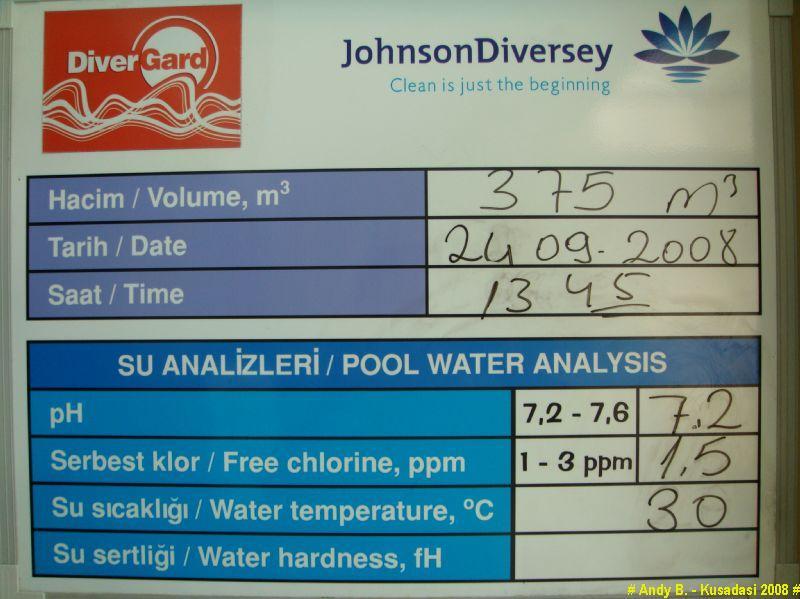 DiverGard
JohnsonDiversey
Clean is just the beginning
Hacim / Volume, m³ 375 m³
Tarih / Date 24 09.2008
Saat / Time 13 45
SU ANALİZLERİ / POOL WATER ANALYSIS
pH 7,2 - 7,6 7.2
Serbest klor / Free chlorine, ppm 1 - 3 ppm 1,5
Su sıcaklığı / Water temperature, ºC 30
Su sertliği / Water hardness, fH
# Andy B. - Kusadasi 2008 #